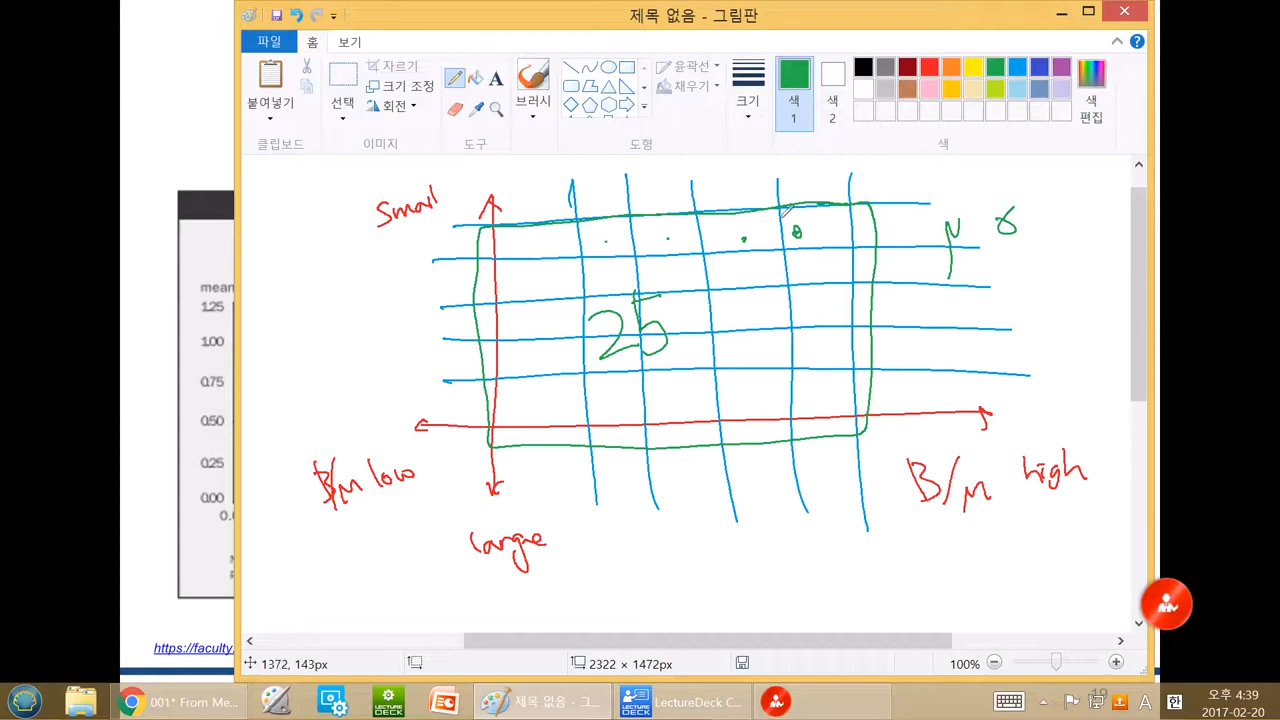 제목 없음 - 그림판
파일 홈 보기
붙여넣기
클립보드
선택
자르기
크기 조정
회전
이미지
A
도구
브러시
윤곽선
채우기
도형
크기
색 1
색 2
색 편집
색
Small
25
B/M low
B/M high
large
mean
1.25
1.00
0.75
0.50
0.25
0.00
https://faculty.
1372, 143px
2322 × 1472px
100%
001* From Me...
제목 없음 - 그...
LECTURE DECK
LectureDeck C...
A
한
오후 4:39
2017-02-20